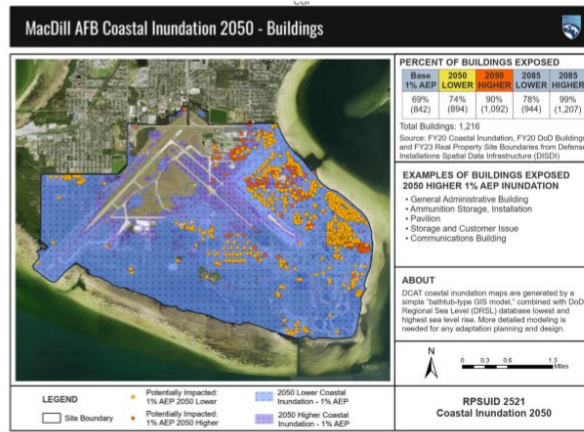 MacDill AFB Coastal Inundation 2050 - Buildings
PERCENT OF BUILDINGS EXPOSED
Base 1% AEP
2050 LOWER
2050 HIGHER
2085 LOWER
2085 HIGHER
69% (842)
74% (894)
90% (1,092)
78% (944)
99% (1,207)
Total Buildings: 1,216
Source: FY20 Coastal Inundation, FY20 DoD Buildings
and FY23 Real Property Site Boundaries from Defense
Installations Spatial Data Infrastructure (DISDI)
EXAMPLES OF BUILDINGS EXPOSED
2050 HIGHER 1% AEP INUNDATION
• General Administrative Building
• Ammunition Storage, Installation
• Pavilion
• Storage and Customer Issue
• Communications Building
ABOUT
DCAT coastal inundation maps are generated by a
simple "bathtub-type GIS model," combined with DoD
Regional Sea Level (DRSL) database lowest and
highest sea level rise. More detailed modeling is
needed for any adaptation planning and design.
N
0 0.3 0.6 1.3
Miles
LEGEND
Site Boundary
Potentially Impacted:
1% AEP 2050 Lower
Potentially Impacted:
1% AEP 2050 Higher
2050 Lower Coastal
Inundation - 1% AEP
2050 Higher Coastal
Inundation - 1% AEP
RPSUID 2521
Coastal Inundation 2050